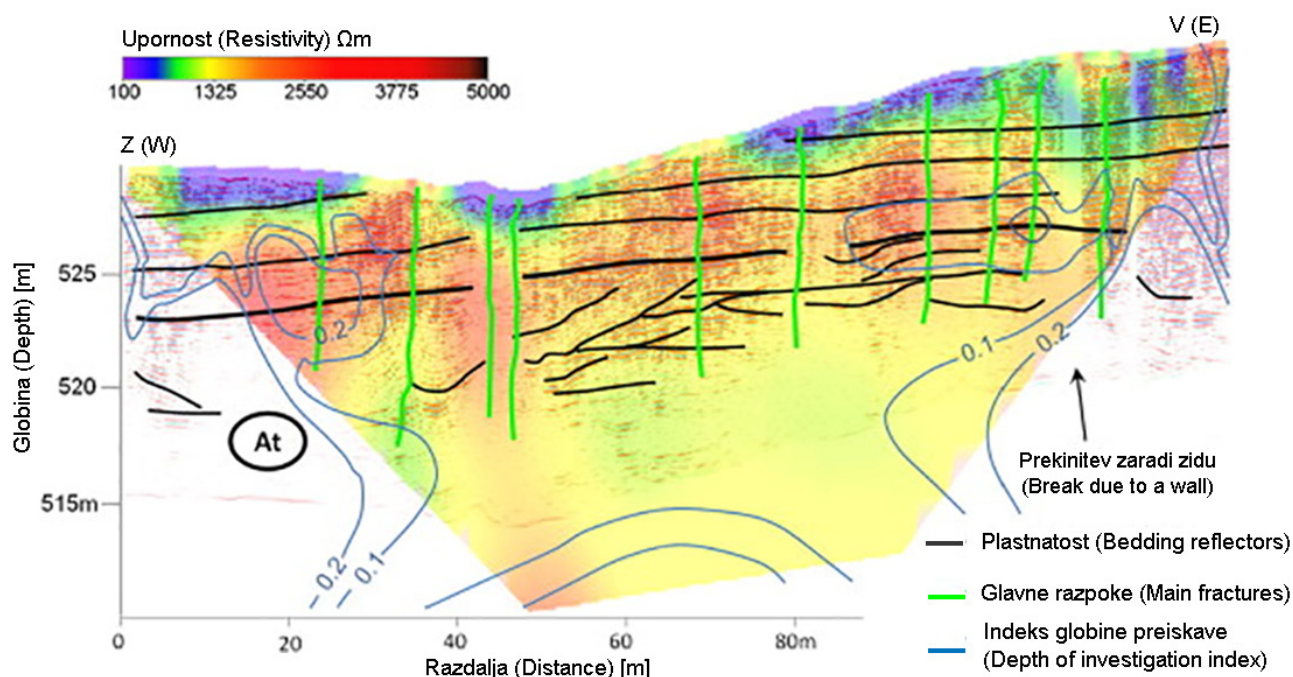 Upornost (Resistivity) Ωm
100 1325 2550 3775 5000
V (E)
Z (W)
Globina (Depth) [m]
525
520
515m
0.2
0.1
0.2
At
0.2
0.1
Prekinitev zaradi zidu
(Break due to a wall)
Plastnatost (Bedding reflectors)
Glavne razpoke (Main fractures)
Indeks globine preiskave
(Depth of investigation index)
0 20 40 60 80m
Razdalja (Distance) [m]